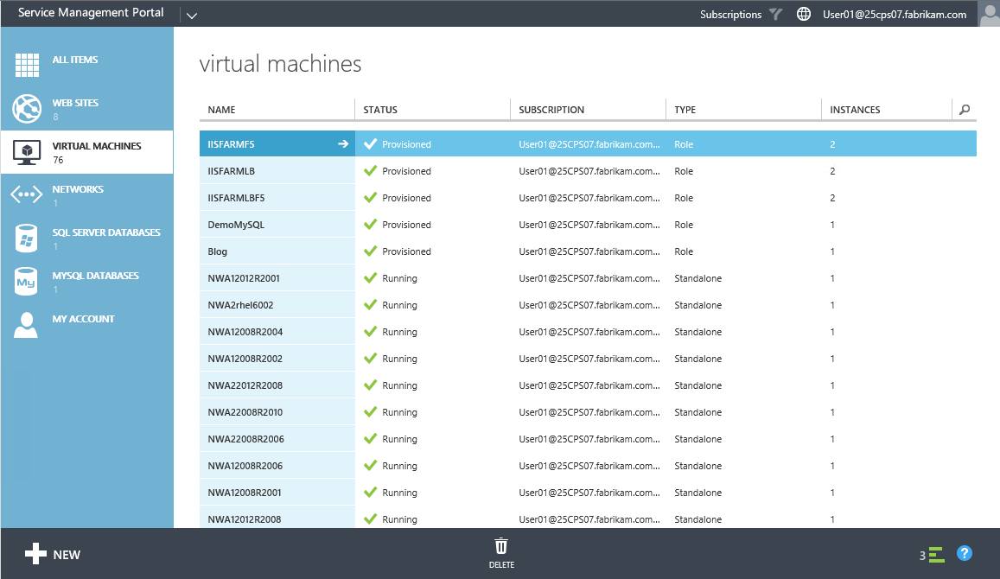 Service Management Portal
Subscriptions User01@25cps07.fabrikam.com
ALL ITEMS
WEB SITES
8
VIRTUAL MACHINES
76
NETWORKS
1
SQL SERVER DATABASES
1
MYSQL DATABASES
My
1
MY ACCOUNT
virtual machines
NAME STATUS SUBSCRIPTION TYPE INSTANCES
IISFARMF5 Provisioned User01@25CPS07.fabrikam.com... Role 2
IISFARMLB Provisioned User01@25CPS07.fabrikam.com... Role 2
IISFARMLBF5 Provisioned User01@25CPS07.fabrikam.com... Role 2
DemoMySQL Provisioned User01@25CPS07.fabrikam.com... Role 1
Blog Provisioned User01@25CPS07.fabrikam.com... Role 1
NWA12012R2001 Running User01@25CPS07.fabrikam.com... Standalone 1
NWA2rhel6002 Running User01@25CPS07.fabrikam.com... Standalone 1
NWA12008R2004 Running User01@25CPS07.fabrikam.com... Standalone 1
NWA12008R2002 Running User01@25CPS07.fabrikam.com... Standalone 1
NWA22012R2008 Running User01@25CPS07.fabrikam.com... Standalone 1
NWA22008R2010 Running User01@25CPS07.fabrikam.com... Standalone 1
NWA22008R2006 Running User01@25CPS07.fabrikam.com... Standalone 1
NWA12008R2006 Running User01@25CPS07.fabrikam.com... Standalone 1
NWA12008R2001 Running User01@25CPS07.fabrikam.com... Standalone 1
NWA12012R2008 Running User01@25CPS07.fabrikam.com... Standalone 1
NEW
DELETE
3 ?